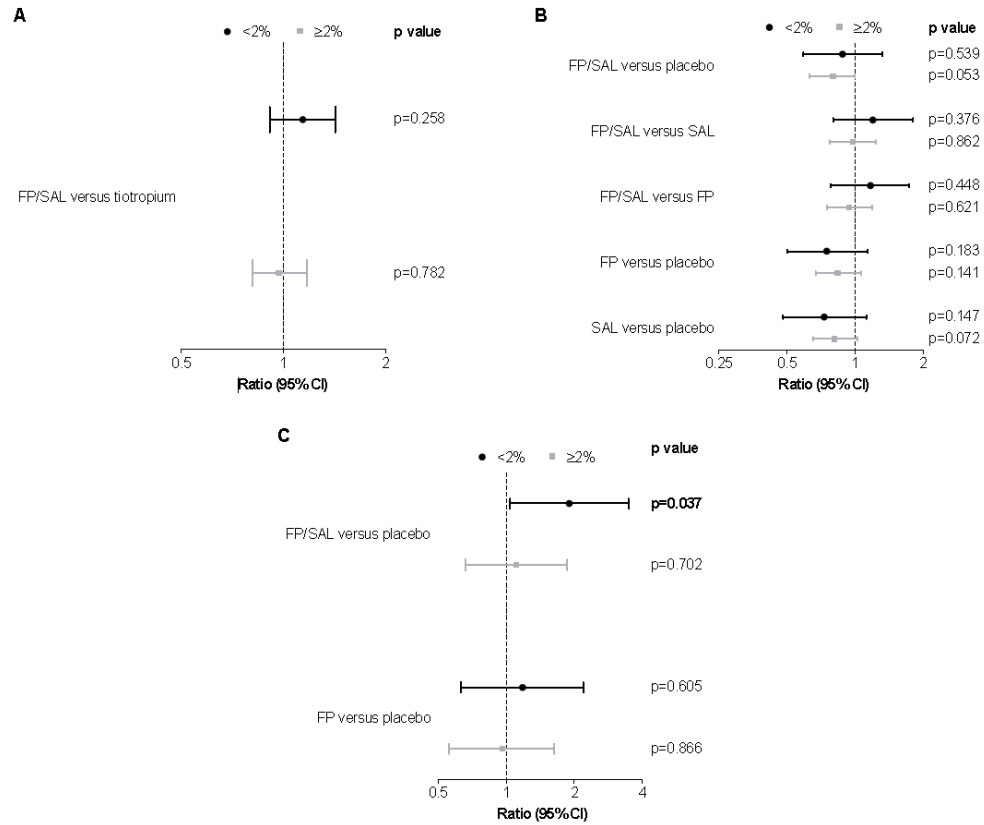 A
<2% ≥2% p value
p=0.258
FP/SAL versus tiotropium
p=0.782
0.5 1 2
Ratio (95% CI)
B
<2% ≥2% p value
FP/SAL versus placebo
p=0.539
p=0.053
FP/SAL versus SAL
p=0.376
p=0.862
FP/SAL versus FP
p=0.448
p=0.621
FP versus placebo
p=0.183
p=0.141
SAL versus placebo
p=0.147
p=0.072
0.25 0.5 1 2
Ratio (95% CI)
C
p value
<2% ≥2%
p=0.037
FP/SAL versus placebo
p=0.702
p=0.605
FP versus placebo
p=0.866
0.5 1 2 4
Ratio (95% CI)